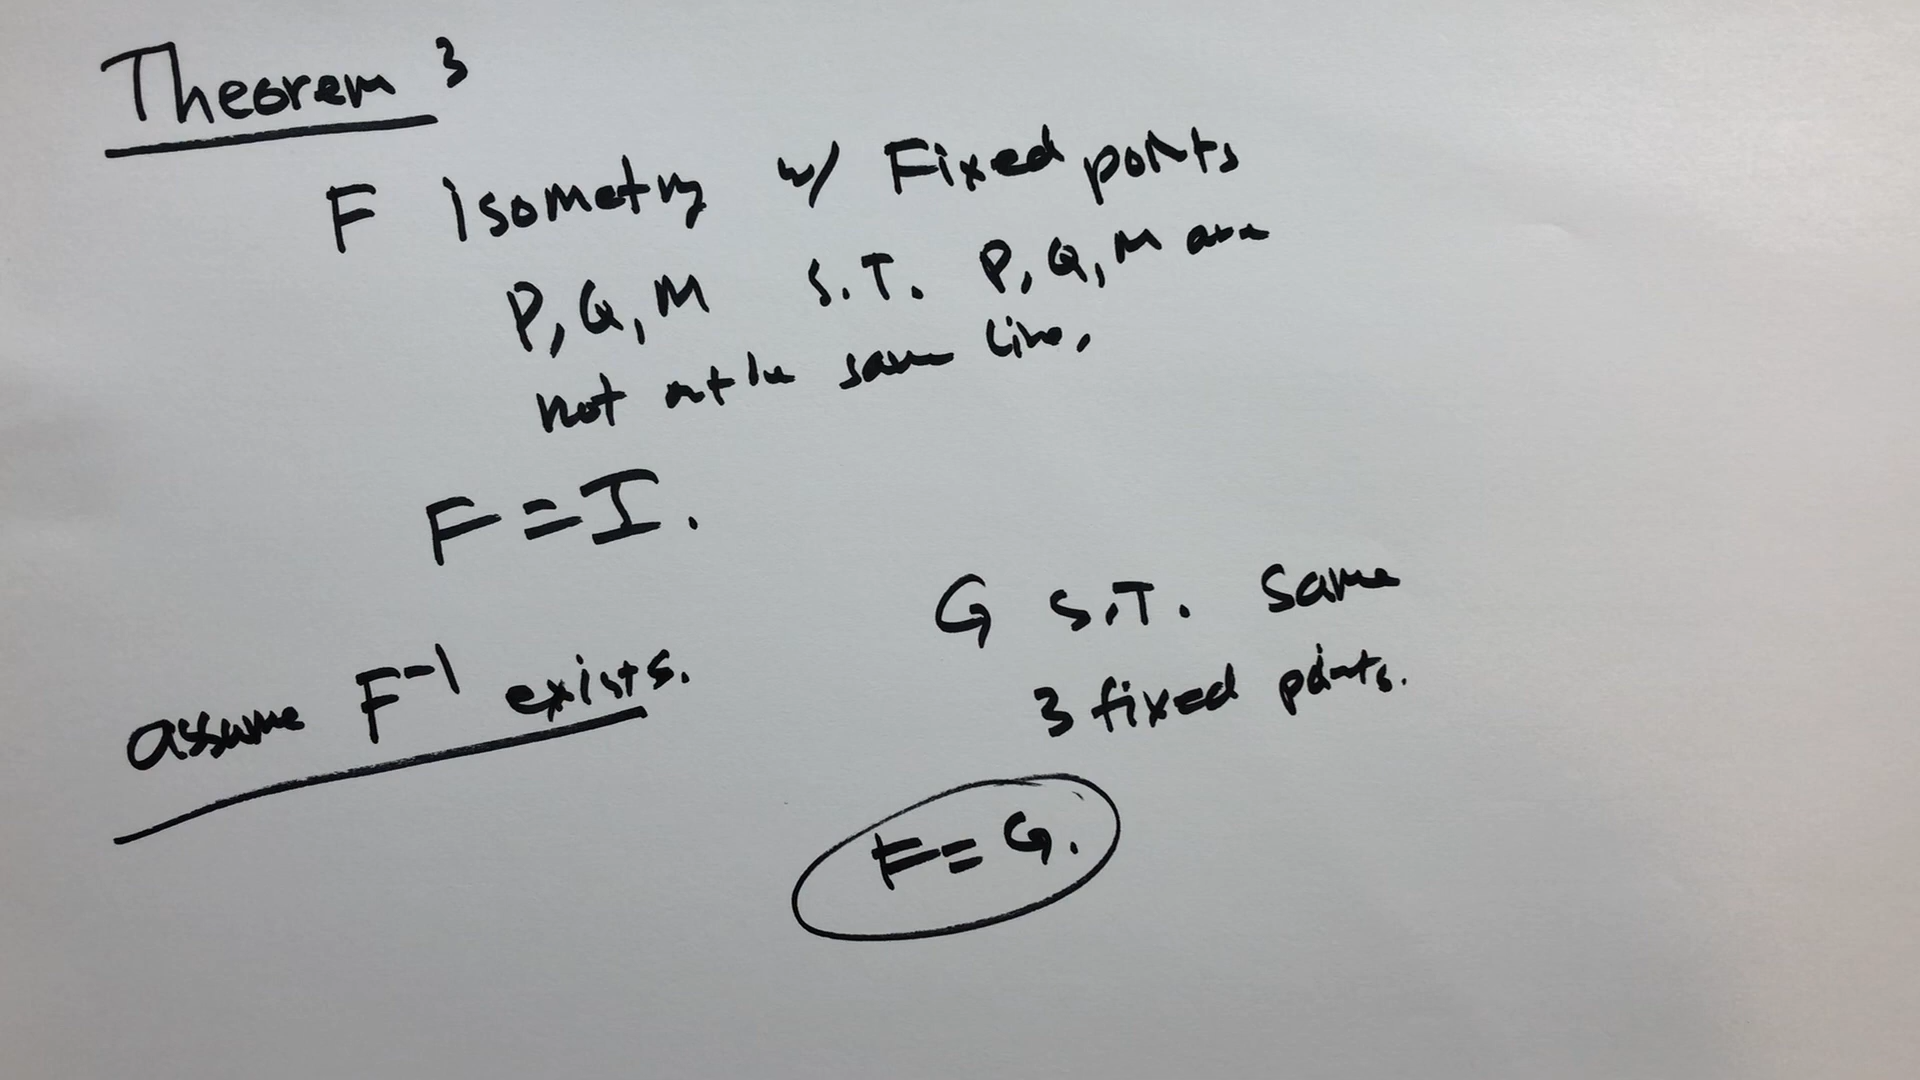 Theorem 3
F isometry w/ Fixed points
P, Q, M S.T. P, Q, M are
not on the same line.
F = I.
assume F⁻¹ exists.
G S.T. same
3 fixed points.
F = G.